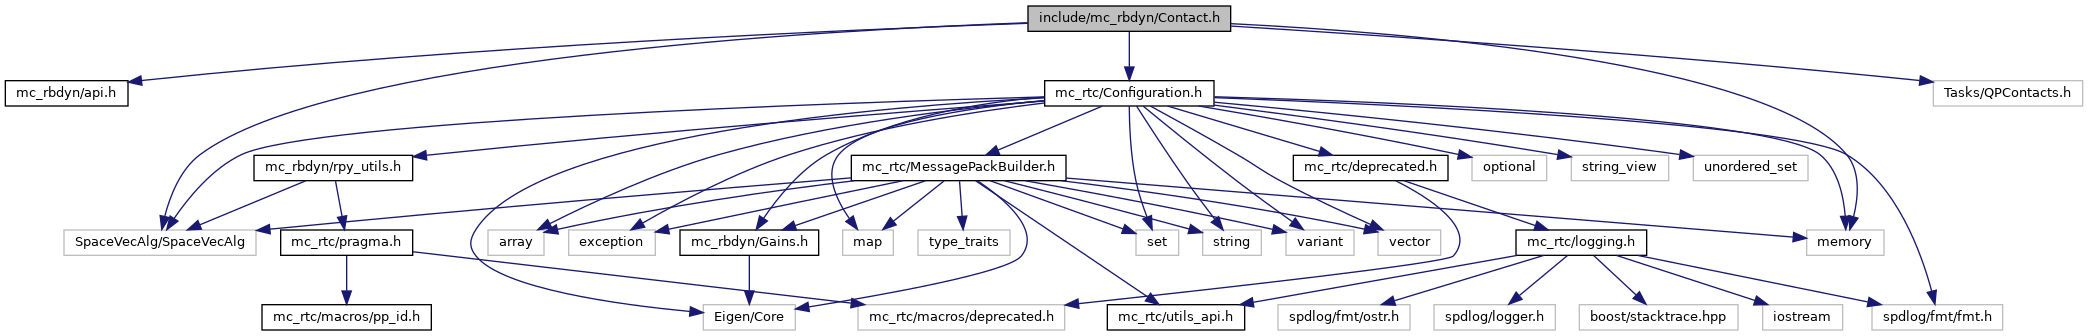 include/mc_rbdyn/Contact.h
mc_rbdyn/api.h
mc_rtc/Configuration.h
Tasks/QPContacts.h
mc_rbdyn/rpy_utils.h
mc_rtc/MessagePackBuilder.h
mc_rtc/deprecated.h
optional
string_view
unordered_set
SpaceVecAlg/SpaceVecAlg
mc_rtc/pragma.h
array
exception
mc_rbdyn/Gains.h
map
type_traits
set
string
variant
vector
mc_rtc/logging.h
memory
mc_rtc/macros/pp_id.h
Eigen/Core
mc_rtc/macros/deprecated.h
mc_rtc/utils_api.h
spdlog/fmt/ostr.h
spdlog/logger.h
boost/stacktrace.hpp
iostream
spdlog/fmt/fmt.h